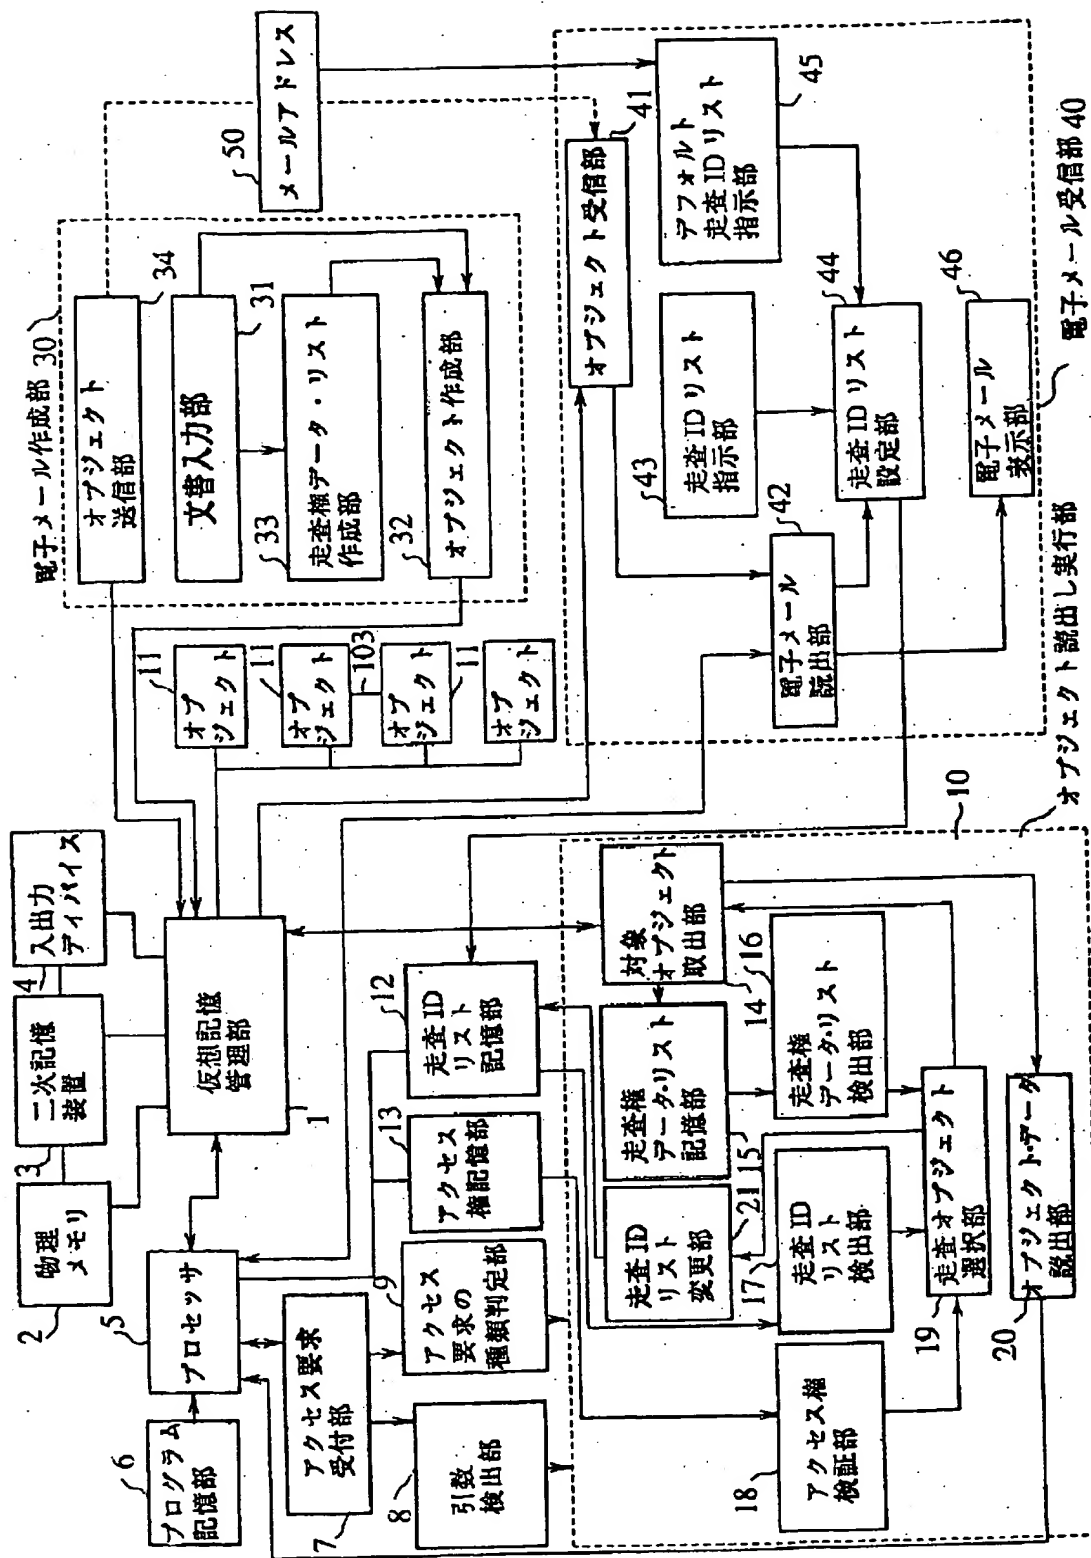 6
プログラム
記憶部
5
プロセッサ
2
物理
メモリ
3
二次記憶
装置
4
入出力
ディバイス
仮想記憶
管理部
1
7
アクセス要求
受付部
8
引数
検出部
9
アクセス
要求の
種類判定部
13
アクセス
権記憶部
12
走査ID
リスト
記憶部
11
オブ
ジェクト
11
オブ
ジェクト
103
オブ
ジェクト
11
オブ
ジェクト
電子メール作成部 30
オブジェクト
送信部
34
文書入力部
31
33
走査権データ・リスト
作成部
32
オブジェクト作成部
50
メールアドレス
オブジェクト受信部
41
43
走査IDリスト
指示部
デフォルト
走査IDリスト
指示部
45
電子メール
読出部
42
走査IDリスト
設定部
44
電子メール
表示部
46
電子メール受信部 40
オブジェクト読出し実行部
10
対象
オブジェクト
取出部
14
走査権
データ・リスト
記憶部
15
走査権
データ・リスト
検出部
16
走査ID
リスト
変更部
21
17
走査ID
リスト
検出部
18
アクセス権
検証部
19
走査オブジェクト
選択部
20
オブジェクト・データ
読出部